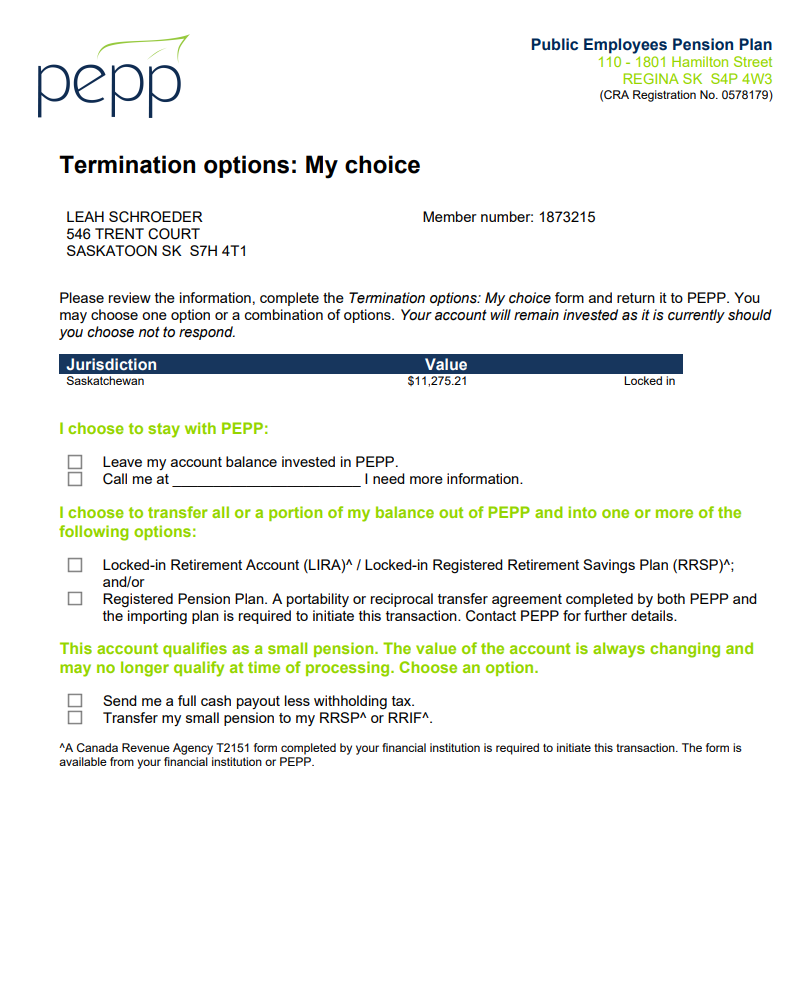 pepp
Public Employees Pension Plan
110 - 1801 Hamilton Street
REGINA SK  S4P 4W3
(CRA Registration No. 0578179)
Termination options: My choice
LEAH SCHROEDER
Member number: 1873215
546 TRENT COURT
SASKATOON SK  S7H 4T1
Please review the information, complete the Termination options: My choice form and return it to PEPP. You
may choose one option or a combination of options. Your account will remain invested as it is currently should
you choose not to respond.
Jurisdiction Value
Saskatchewan $11,275.21 Locked in
I choose to stay with PEPP:
Leave my account balance invested in PEPP.
Call me at ______________________ I need more information.
I choose to transfer all or a portion of my balance out of PEPP and into one or more of the
following options:
Locked-in Retirement Account (LIRA)^ / Locked-in Registered Retirement Savings Plan (RRSP)^;
and/or
Registered Pension Plan. A portability or reciprocal transfer agreement completed by both PEPP and
the importing plan is required to initiate this transaction. Contact PEPP for further details.
This account qualifies as a small pension. The value of the account is always changing and
may no longer qualify at time of processing. Choose an option.
Send me a full cash payout less withholding tax.
Transfer my small pension to my RRSP^ or RRIF^.
^A Canada Revenue Agency T2151 form completed by your financial institution is required to initiate this transaction. The form is
available from your financial institution or PEPP.